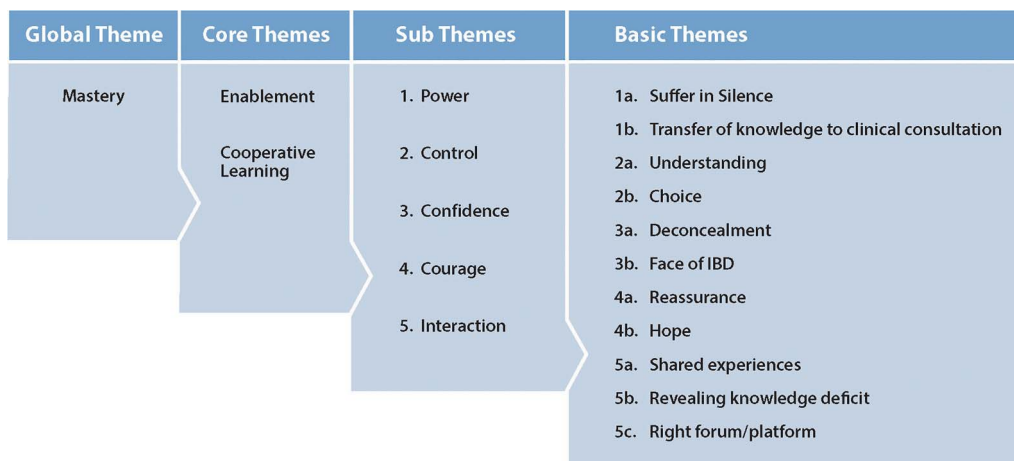 Global Theme
Core Themes
Sub Themes
Basic Themes
Mastery
Enablement
Cooperative
Learning
1. Power
2. Control
3. Confidence
4. Courage
5. Interaction
1a. Suffer in Silence
1b. Transfer of knowledge to clinical consultation
2a. Understanding
2b. Choice
3a. Deconcealment
3b. Face of IBD
4a. Reassurance
4b. Hope
5a. Shared experiences
5b. Revealing knowledge deficit
5c. Right forum/platform